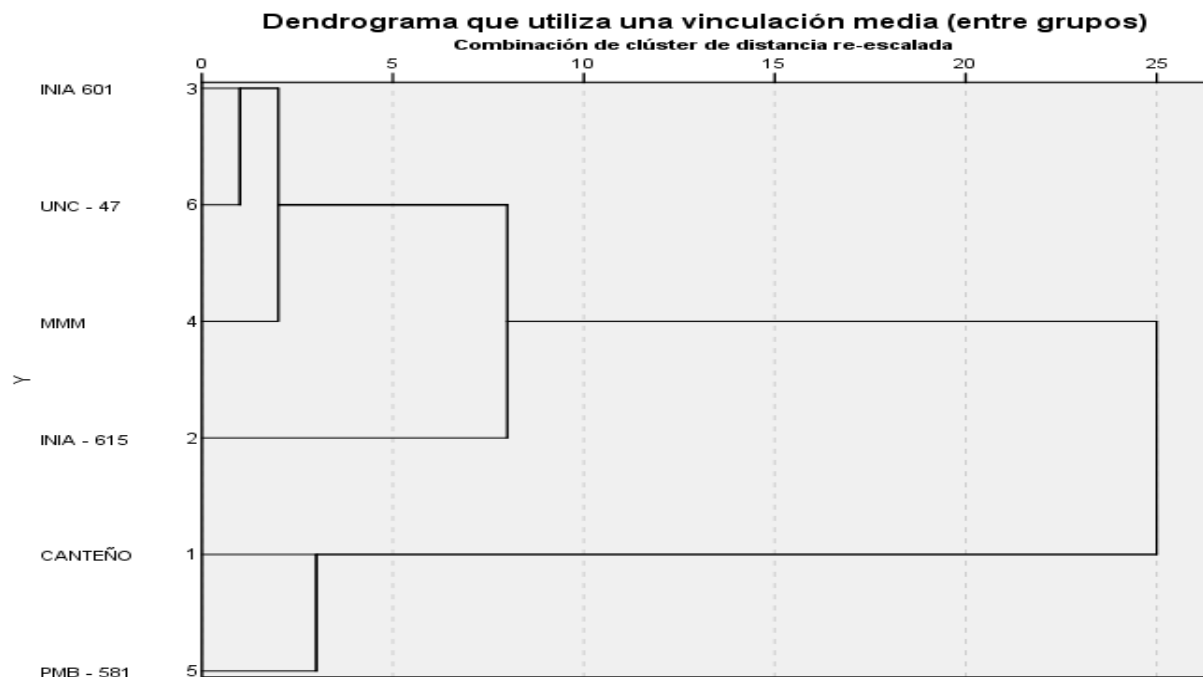 Dendrograma que utiliza una vinculación media (entre grupos)
Combinación de clúster de distancia re-escalada
0 5 10 15 20 25
INIA 601 3
UNC - 47 6
MMM 4
Y
INIA - 615 2
CANTEÑO 1
PMB - 581 5